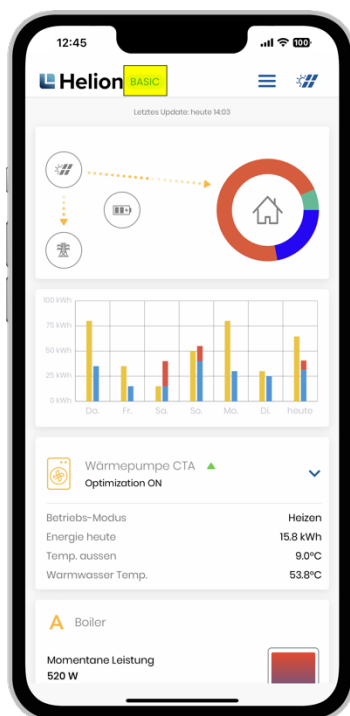 12:45
100
Helion BASIC
Letztes Update: heute 14:03
100 kWh
75 kWh
50 kWh
25 kWh
0 kWh
Do. Fr. Sa. So. Mo. Di. heute
Wärmepumpe CTA
Optimization ON
Betriebs-Modus Heizen
Energie heute 15.8 kWh
Temp. aussen 9.0°C
Warmwasser Temp. 53.8°C
A Boiler
Momentane Leistung
520 W